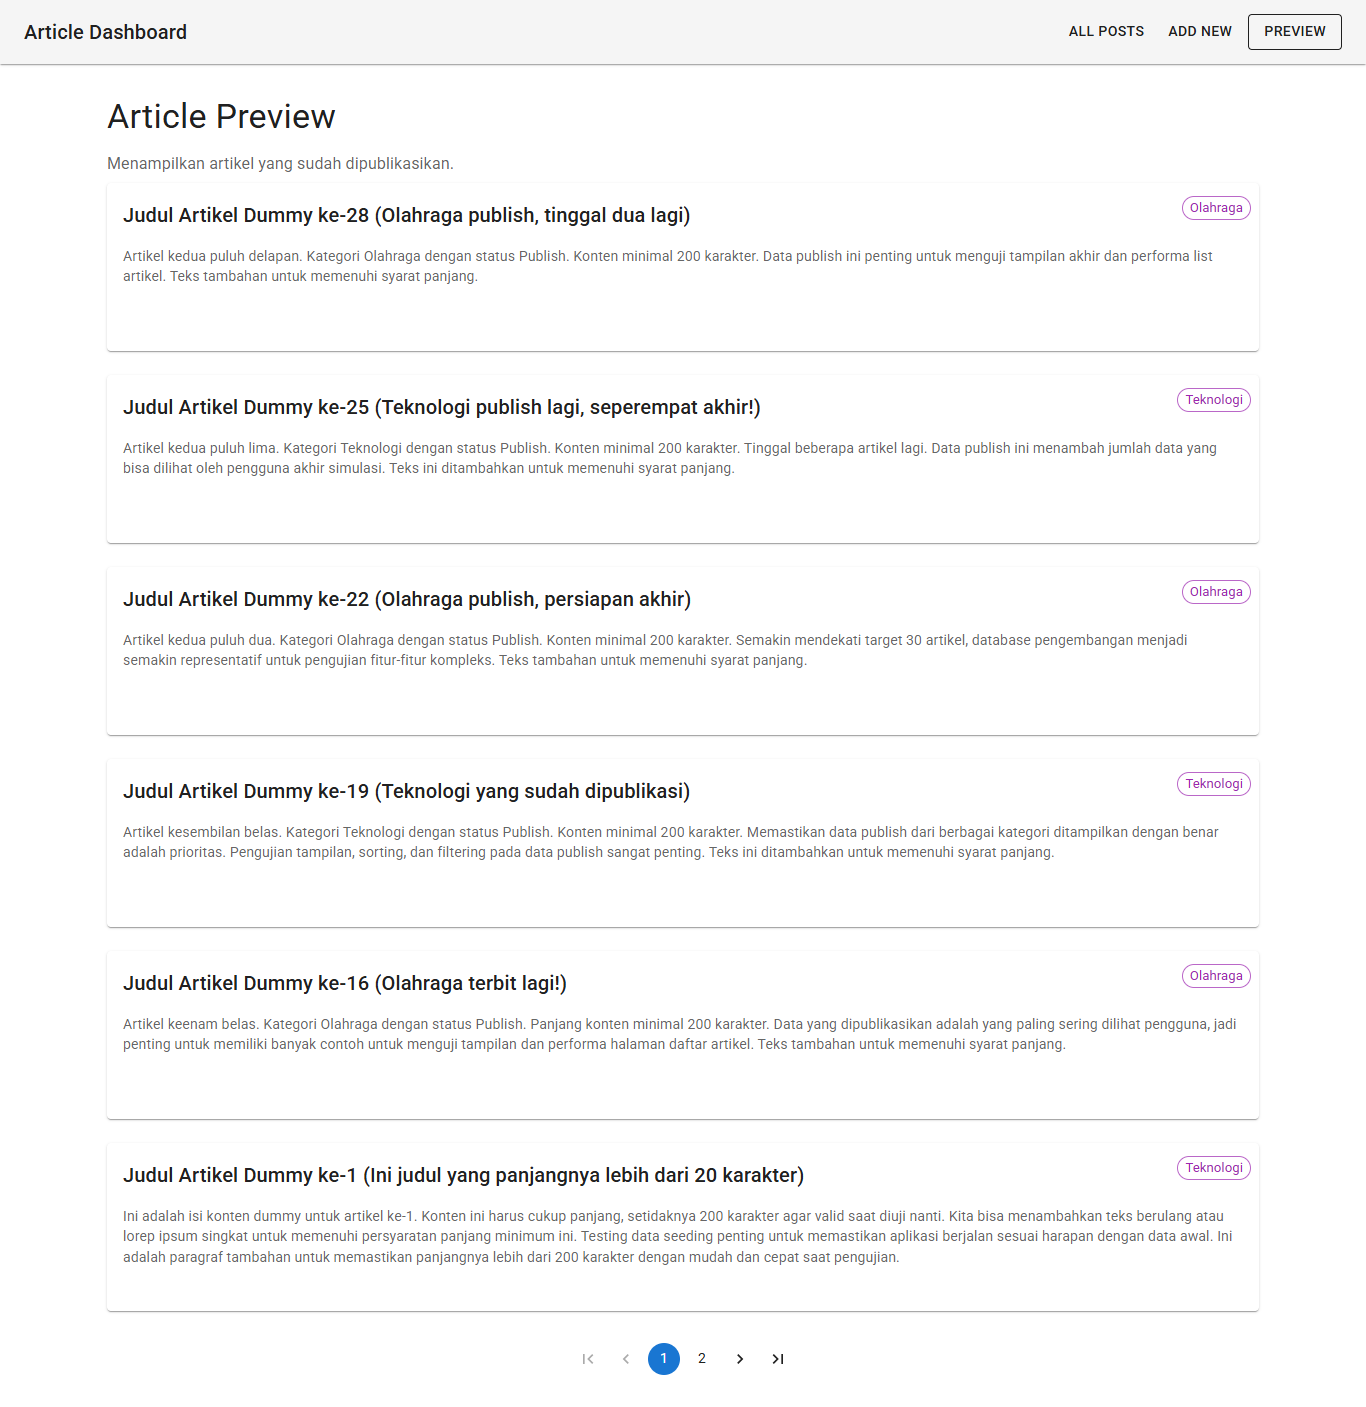 Article Dashboard
ALL POSTS ADD NEW PREVIEW
Article Preview
Menampilkan artikel yang sudah dipublikasikan.
Judul Artikel Dummy ke-28 (Olahraga publish, tinggal dua lagi)
Olahraga
Artikel kedua puluh delapan. Kategori Olahraga dengan status Publish. Konten minimal 200 karakter. Data publish ini penting untuk menguji tampilan akhir dan performa list
artikel. Teks tambahan untuk memenuhi syarat panjang.
Judul Artikel Dummy ke-25 (Teknologi publish lagi, seperempat akhir!)
Teknologi
Artikel kedua puluh lima. Kategori Teknologi dengan status Publish. Konten minimal 200 karakter. Tinggal beberapa artikel lagi. Data publish ini menambah jumlah data yang
bisa dilihat oleh pengguna akhir simulasi. Teks ini ditambahkan untuk memenuhi syarat panjang.
Judul Artikel Dummy ke-22 (Olahraga publish, persiapan akhir)
Olahraga
Artikel kedua puluh dua. Kategori Olahraga dengan status Publish. Konten minimal 200 karakter. Semakin mendekati target 30 artikel, database pengembangan menjadi
semakin representatif untuk pengujian fitur-fitur kompleks. Teks tambahan untuk memenuhi syarat panjang.
Judul Artikel Dummy ke-19 (Teknologi yang sudah dipublikasi)
Teknologi
Artikel kesembilan belas. Kategori Teknologi dengan status Publish. Konten minimal 200 karakter. Memastikan data publish dari berbagai kategori ditampilkan dengan benar
adalah prioritas. Pengujian tampilan, sorting, dan filtering pada data publish sangat penting. Teks ini ditambahkan untuk memenuhi syarat panjang.
Judul Artikel Dummy ke-16 (Olahraga terbit lagi!)
Olahraga
Artikel keenam belas. Kategori Olahraga dengan status Publish. Panjang konten minimal 200 karakter. Data yang dipublikasikan adalah yang paling sering dilihat pengguna, jadi
penting untuk memiliki banyak contoh untuk menguji tampilan dan performa halaman daftar artikel. Teks tambahan untuk memenuhi syarat panjang.
Judul Artikel Dummy ke-1 (Ini judul yang panjangnya lebih dari 20 karakter)
Teknologi
Ini adalah isi konten dummy untuk artikel ke-1. Konten ini harus cukup panjang, setidaknya 200 karakter agar valid saat diuji nanti. Kita bisa menambahkan teks berulang atau
lorep ipsum singkat untuk memenuhi persyaratan panjang minimum ini. Testing data seeding penting untuk memastikan aplikasi berjalan sesuai harapan dengan data awal. Ini
adalah paragraf tambahan untuk memastikan panjangnya lebih dari 200 karakter dengan mudah dan cepat saat pengujian.
1 2